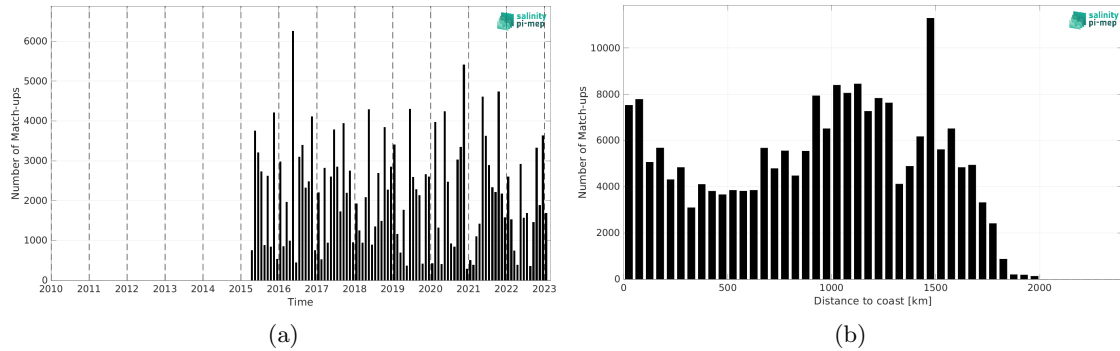 salinity
pi-mep
Number of Match-ups
6000
5000
4000
3000
2000
1000
0
2010 2011 2012 2013 2014 2015 2016 2017 2018 2019 2020 2021 2022 2023
Time
(a)
salinity
pi-mep
Number of Match-ups
10000
8000
6000
4000
2000
0
0 500 1000 1500 2000
Distance to coast [km]
(b)